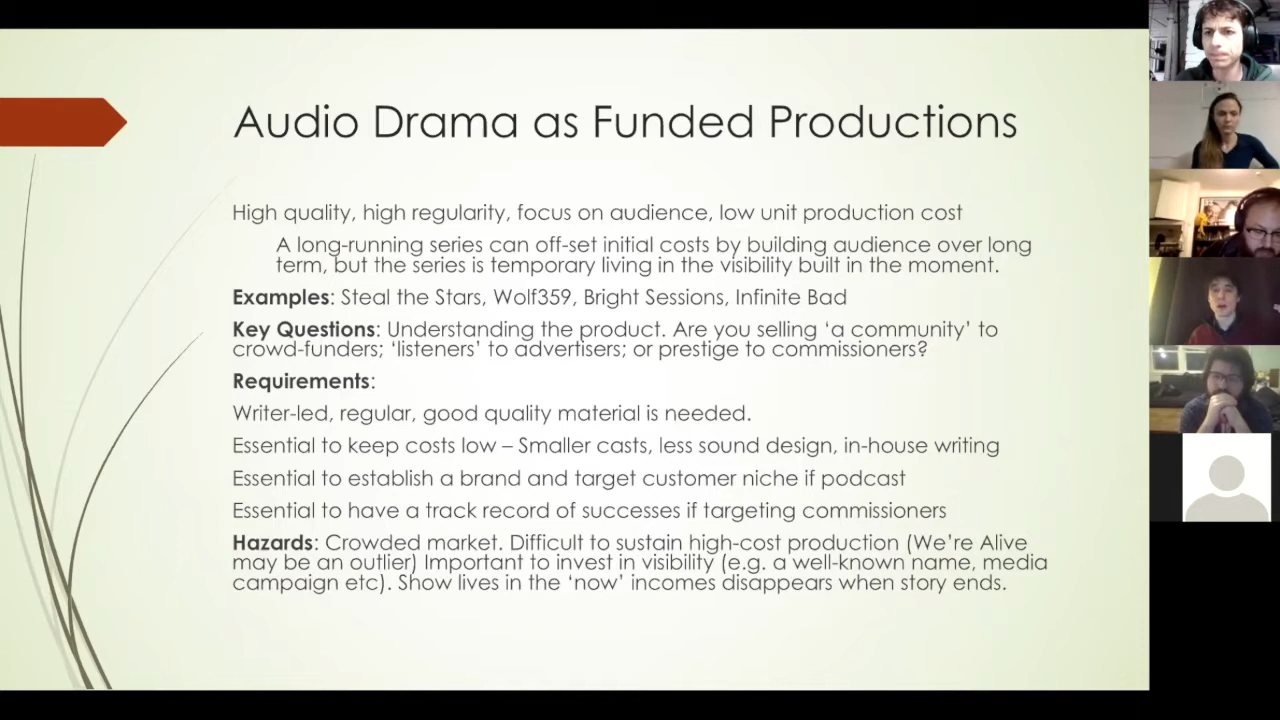 Audio Drama as Funded Productions
High quality, high regularity, focus on audience, low unit production cost
A long-running series can off-set initial costs by building audience over long
term, but the series is temporary living in the visibility built in the moment.
Examples: Steal the Stars, Wolf359, Bright Sessions, Infinite Bad
Key Questions: Understanding the product. Are you selling ‘a community’ to
crowd-funders; ‘listeners’ to advertisers; or prestige to commissioners?
Requirements:
Writer-led, regular, good quality material is needed.
Essential to keep costs low – Smaller casts, less sound design, in-house writing
Essential to establish a brand and target customer niche if podcast
Essential to have a track record of successes if targeting commissioners
Hazards: Crowded market. Difficult to sustain high-cost production (We’re Alive
may be an outlier) Important to invest in visibility (e.g. a well-known name, media
campaign etc). Show lives in the ‘now’ incomes disappears when story ends.